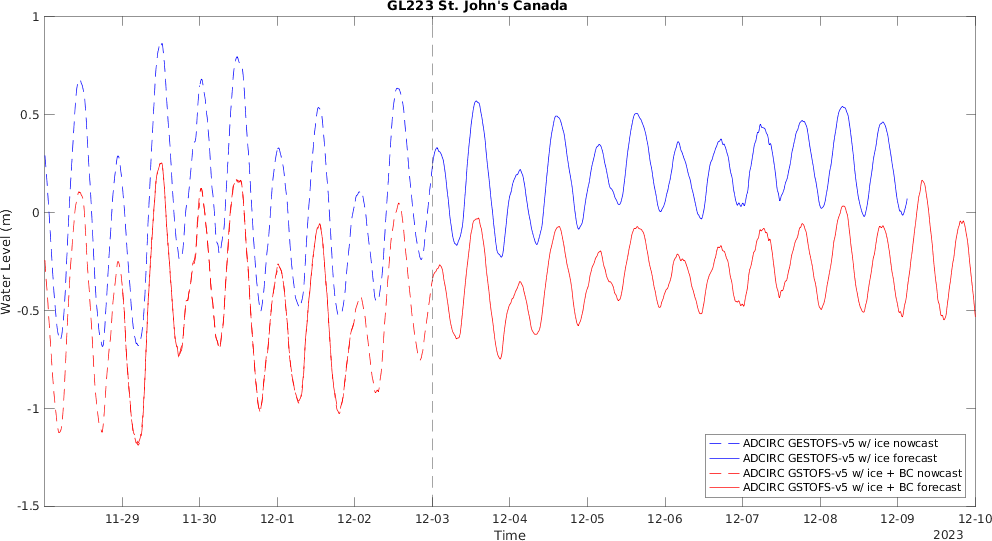 GL223 St. John's Canada
1
0.5
0
-0.5
-1
-1.5
Water Level (m)
ADCIRC GESTOFS-v5 w/ ice nowcast
ADCIRC GESTOFS-v5 w/ ice forecast
ADCIRC GSTOFS-v5 w/ ice + BC nowcast
ADCIRC GSTOFS-v5 w/ ice + BC forecast
11-29 11-30 12-01 12-02 12-03 12-04 12-05 12-06 12-07 12-08 12-09 12-10
Time
2023